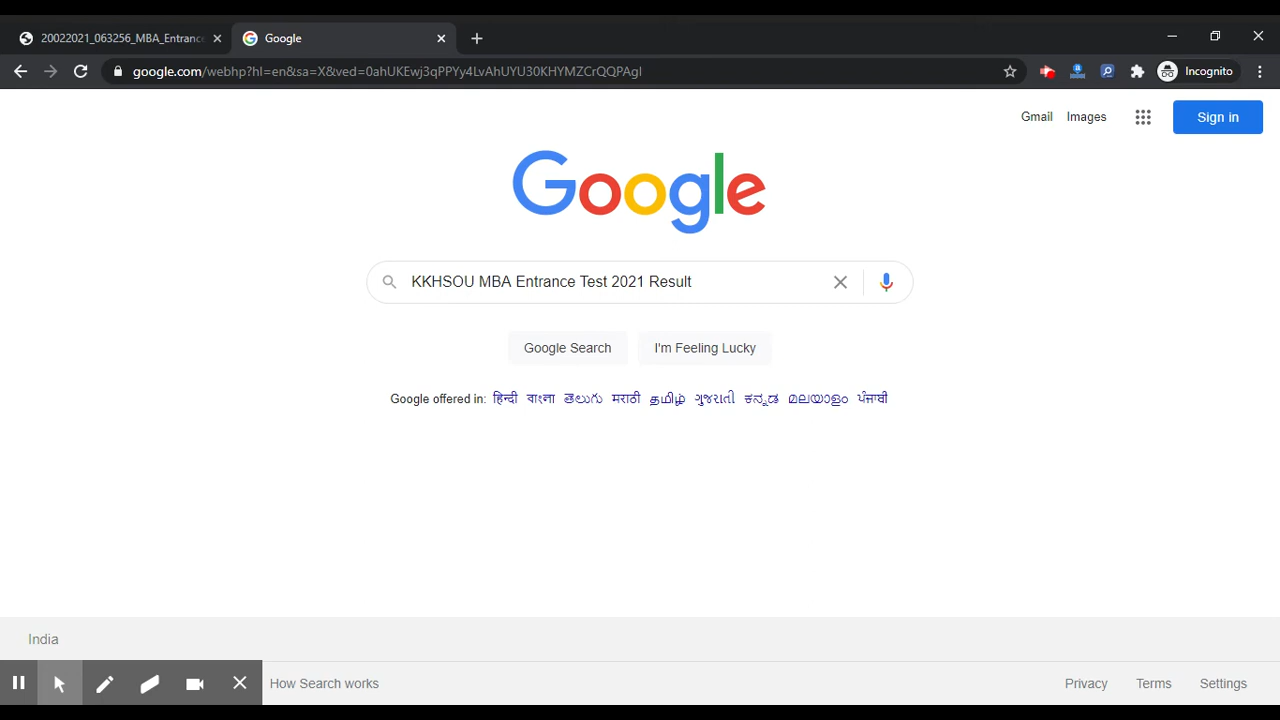 20022021_063256_MBA_Entrance
Google
google.com/webhp?hl=en&sa=X&ved=0ahUKEwj3qPPYy4LvAhUYU30KHYMZCrQQPAgI
Incognito
Gmail Images
Sign in
Google
KKHSOU MBA Entrance Test 2021 Result
Google Search I'm Feeling Lucky
Google offered in: हिन्दी বাংলা తెలుగు मराठी தமிழ் ગુજરાતી ಕನ್ನಡ മലയാളം ਪੰਜਾਬੀ
India
How Search works Privacy Terms Settings